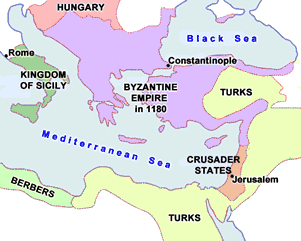 HUNGARY
Black Sea
Rome
Constantinople
KINGDOM
OF SICILY
BYZANTINE
EMPIRE
in 1180
TURKS
Mediterranean Sea
CRUSADER
STATES
Jerusalem
BERBERS
TURKS